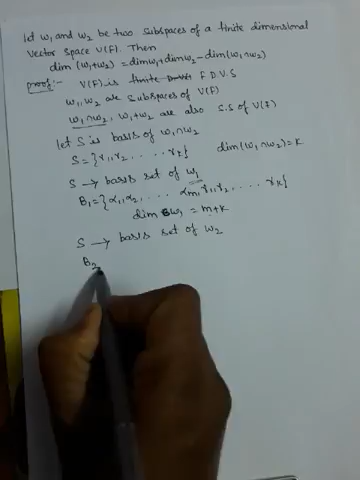 let W1 and W2 be two subspaces of a finite dimensional
vector space V(F). Then
dim (W1+W2) = dimW1+dimW2-dim(W1∩W2)
proof:- V(F) is F.D.V.S
W1, W2 are subspaces of V(F)
W1∩W2, W1+W2 are also S.S of V(F)
let S is basis of W1∩W2
S={r1, r2, ..... rk} dim(W1∩W2)=k
S → basis set of W1
B1={α1, α2, ... αm, r1, r2, .... rk}
dim W1 = m+k
S → basis set of W2
B2